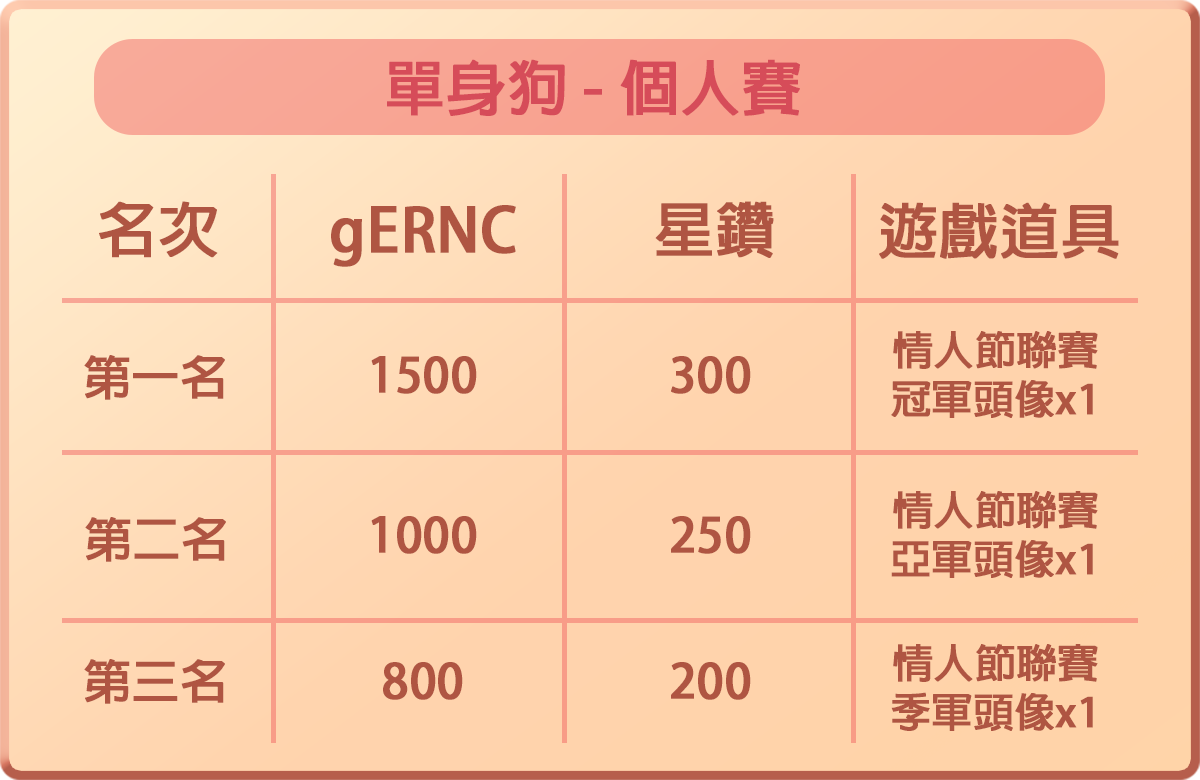 單身狗 - 個人賽
名次 gERNC 星鑽 遊戲道具
第一名 1500 300 情人節聯賽
冠軍頭像x1
第二名 1000 250 情人節聯賽
亞軍頭像x1
第三名 800 200 情人節聯賽
季軍頭像x1